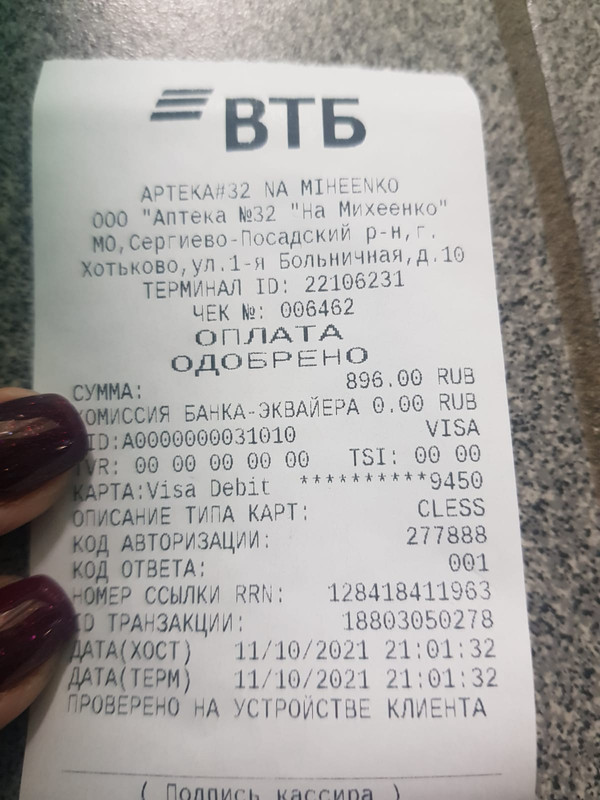 ВТБ
APTEKA#32 NA MIHEENKO
ООО "Аптека №32 "На Михеенко"
МО,Сергиево-Посадский р-н,г.
Хотьково,ул.1-я Больничная,д.10
ТЕРМИНАЛ ID: 22106231
ЧЕК №: 006462
ОПЛАТА
ОДОБРЕНО
СУММА: 896.00 RUB
КОМИССИЯ БАНКА-ЭКВАЙЕРА 0.00 RUB
AID:A0000000031010 VISA
TVR: 00 00 00 00 00 TSI: 00 00
КАРТА:Visa Debit **********9450
ОПИСАНИЕ ТИПА КАРТ: CLESS
КОД АВТОРИЗАЦИИ: 277888
КОД ОТВЕТА: 001
НОМЕР ССЫЛКИ RRN: 128418411963
ID ТРАНЗАКЦИИ: 18803050278
ДАТА(ХОСТ) 11/10/2021 21:01:32
ДАТА(ТЕРМ) 11/10/2021 21:01:32
ПРОВЕРЕНО НА УСТРОЙСТВЕ КЛИЕНТА
( Подпись кассира )